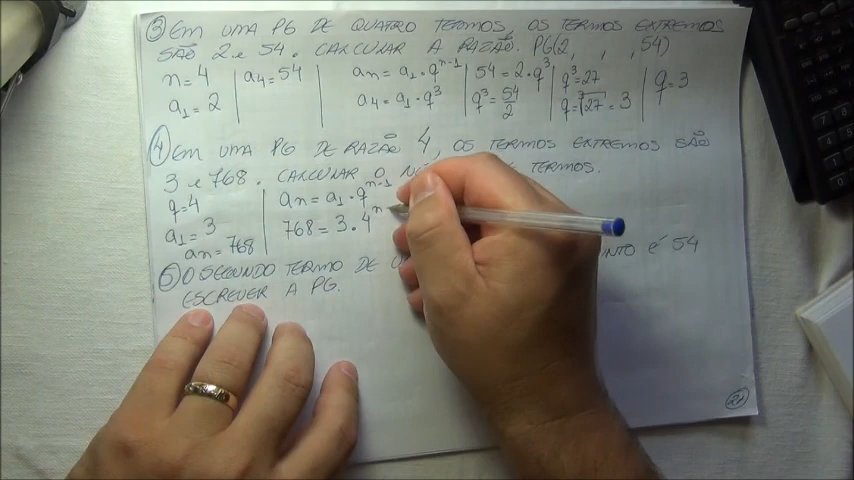 ③ EM UMA PG DE QUATRO TERMOS, OS TERMOS EXTREMOS
SÃO 2 e 54. CALCULAR A RAZÃO. PG(2, , , 54)
n=4
a₁=2
a₄=54
an=a₁·qⁿ⁻¹
a₄=a₁·q³
54=2·q³
q³=54/2
q³=27
q=∛27=3
q=3
④ EM UMA PG DE RAZÃO 4, OS TERMOS EXTREMOS SÃO
3 e 768. CALCULAR O TERMOS.
q=4
a₁=3
an=768
an=a₁·qⁿ⁻¹
768=3·4ⁿ
⑤ O SEGUNDO TERMO DE É 54
ESCREVER A PG.
21